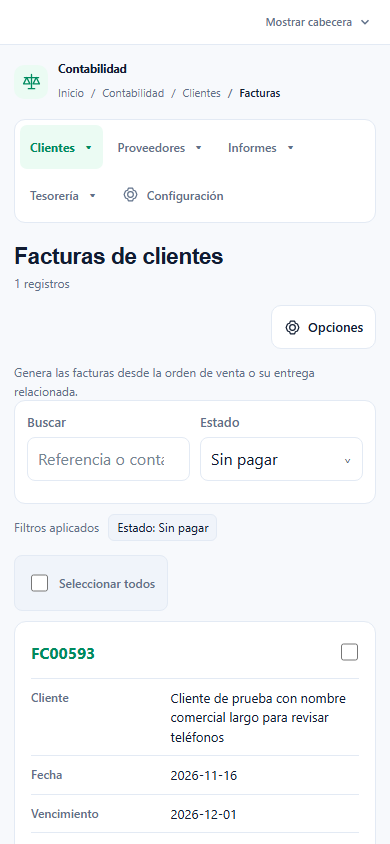 Mostrar cabecera
Contabilidad
Inicio / Contabilidad / Clientes / Facturas
Clientes
Proveedores
Informes
Tesorería
Configuración
Facturas de clientes
1 registros
Opciones
Genera las facturas desde la orden de venta o su entrega
relacionada.
Buscar
Estado
Referencia o conta
Sin pagar
Filtros aplicados
Estado: Sin pagar
Seleccionar todos
FC00593
Cliente
Cliente de prueba con nombre
comercial largo para revisar
teléfonos
Fecha
2026-11-16
Vencimiento
2026-12-01